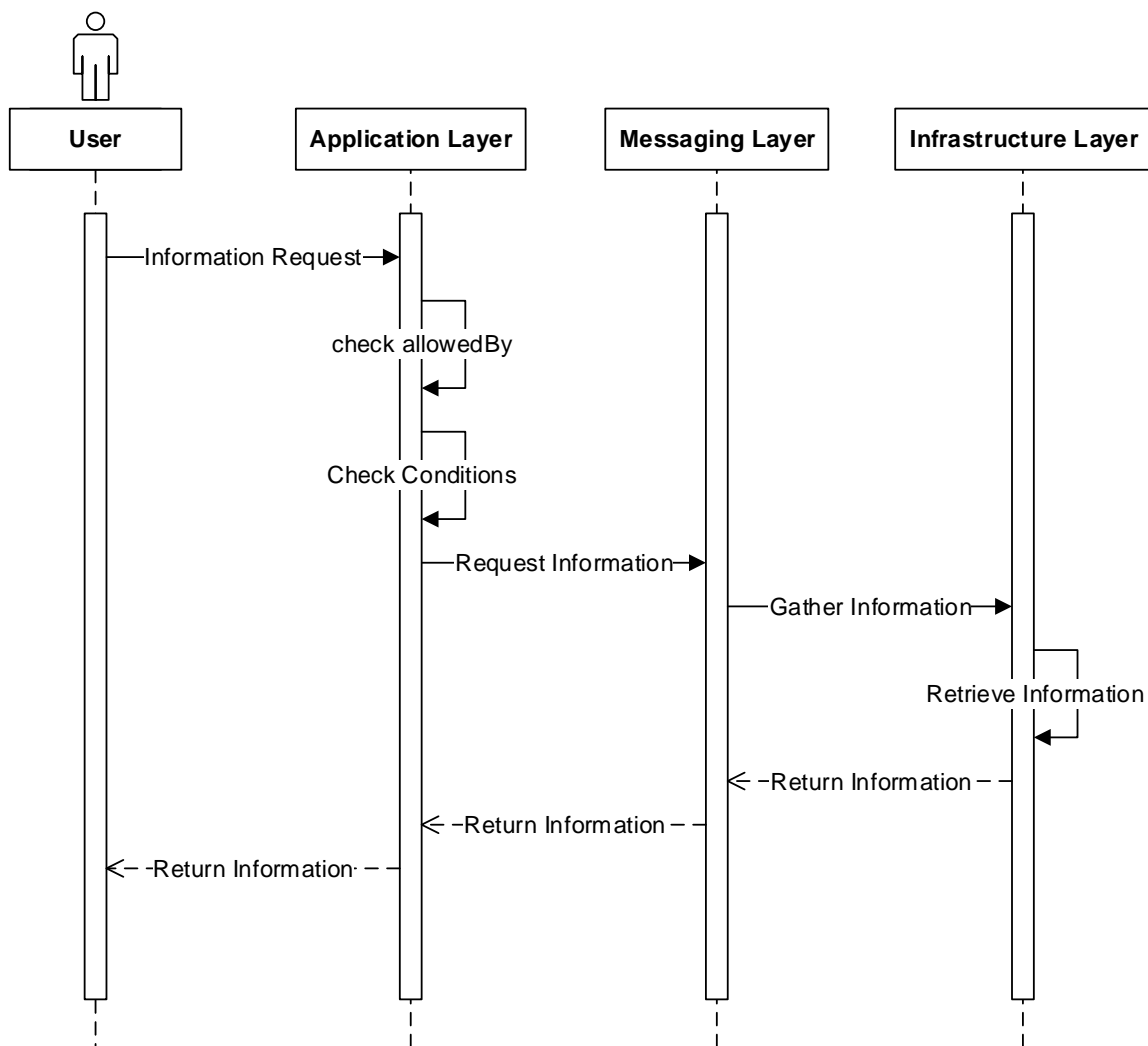 User
Application Layer
Messaging Layer
Infrastructure Layer
Information Request
check allowedBy
Check Conditions
Request Information
Gather Information
Retrieve Information
Return Information
Return Information
Return Information